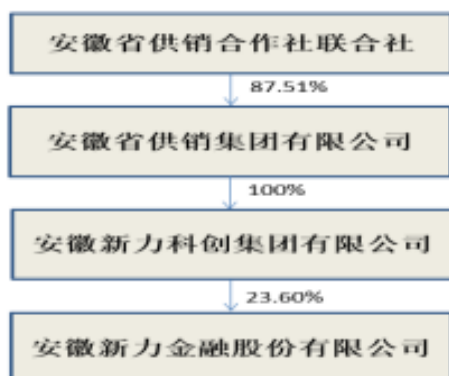 安徽省供销合作社联合社
87.51%
安徽省供销集团有限公司
100%
安徽新力科创集团有限公司
23.60%
安徽新力金融股份有限公司